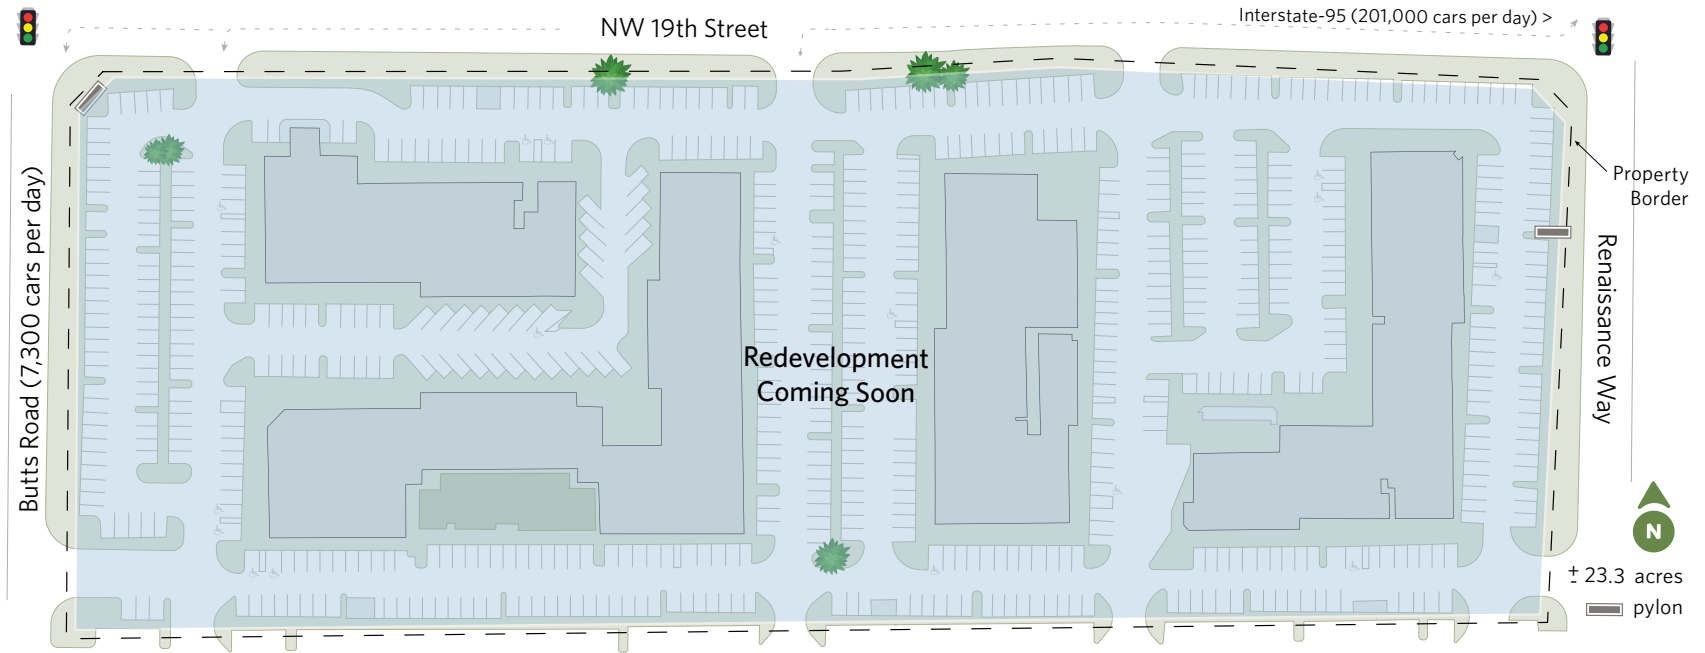 NW 19th Street
Interstate-95 (201,000 cars per day) >
Butts Road (7,300 cars per day)
Property
Border
Renaissance Way
Redevelopment
Coming Soon
N
± 23.3 acres
pylon